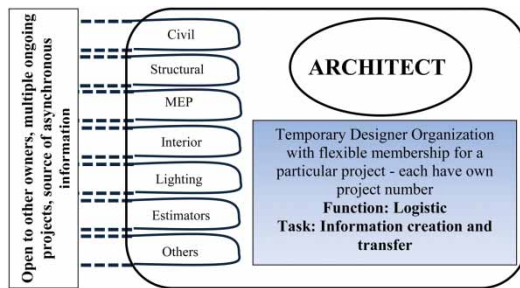 Open to other owners, multiple ongoing
projects, source of asynchronous
information
Civil
Structural
MEP
Interior
Lighting
Estimators
Others
ARCHITECT
Temporary Designer Organization
with flexible membership for a
particular project - each have own
project number
Function: Logistic
Task: Information creation and
transfer